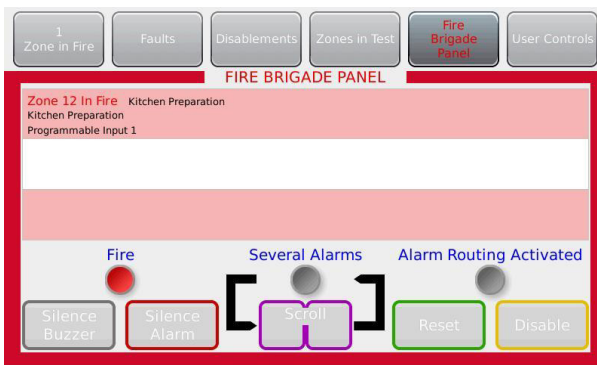 1
Zone in Fire
Faults
Disablements
Zones in Test
Fire
Brigade
Panel
User Controls
FIRE BRIGADE PANEL
Zone 12 In Fire Kitchen Preparation
Kitchen Preparation
Programmable Input 1
Fire
Several Alarms
Alarm Routing Activated
Silence
Buzzer
Silence
Alarm
Scroll
Reset
Disable